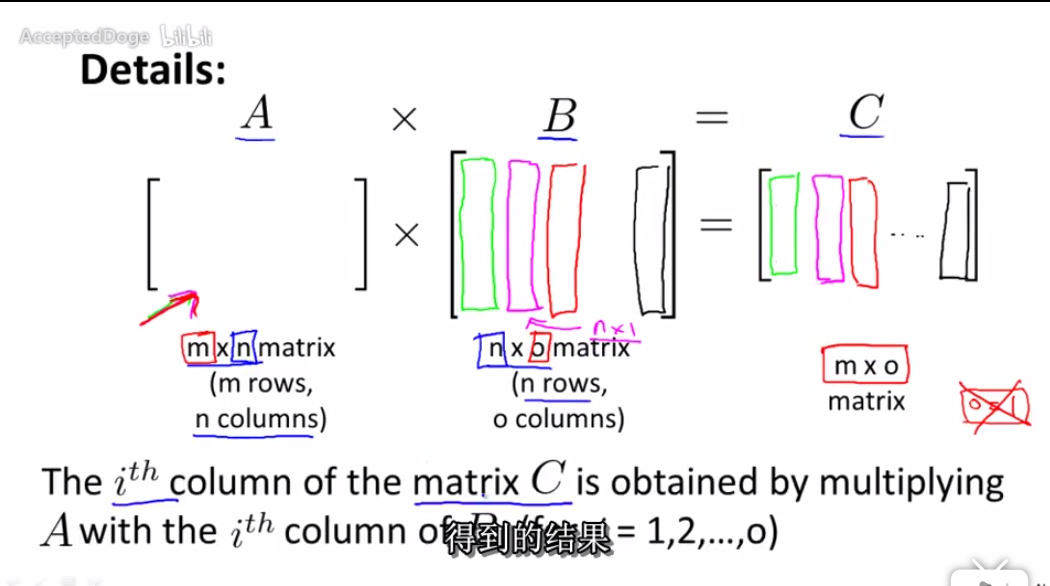 AcceptedDoge bilibili
Details:
A × B = C
[ ] × [ ] = [ ... ]
n x 1
m x n matrix
(m rows,
n columns)
n x o matrix
(n rows,
o columns)
m x o
matrix
o = 1
The i^th column of the matrix C is obtained by multiplying
A with the i^th column of = 1,2,...,o)
得到的结果